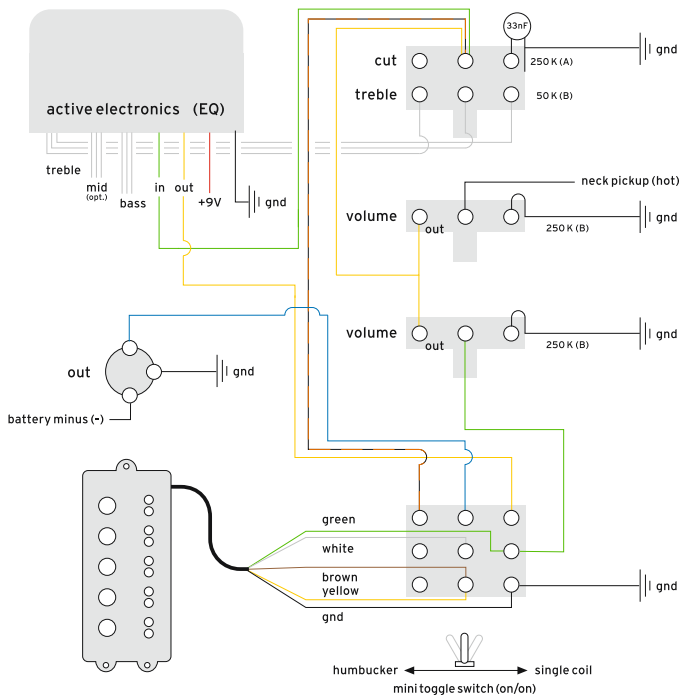 active electronics (EQ)
treble
mid
(opt.)
bass
in
out
+9V
gnd
33nF
cut
250 K (A)
gnd
treble
50 K (B)
neck pickup (hot)
volume
out
250 K (B)
gnd
volume
out
250 K (B)
gnd
out
gnd
battery minus (-)
green
white
brown
yellow
gnd
gnd
humbucker
single coil
mini toggle switch (on/on)